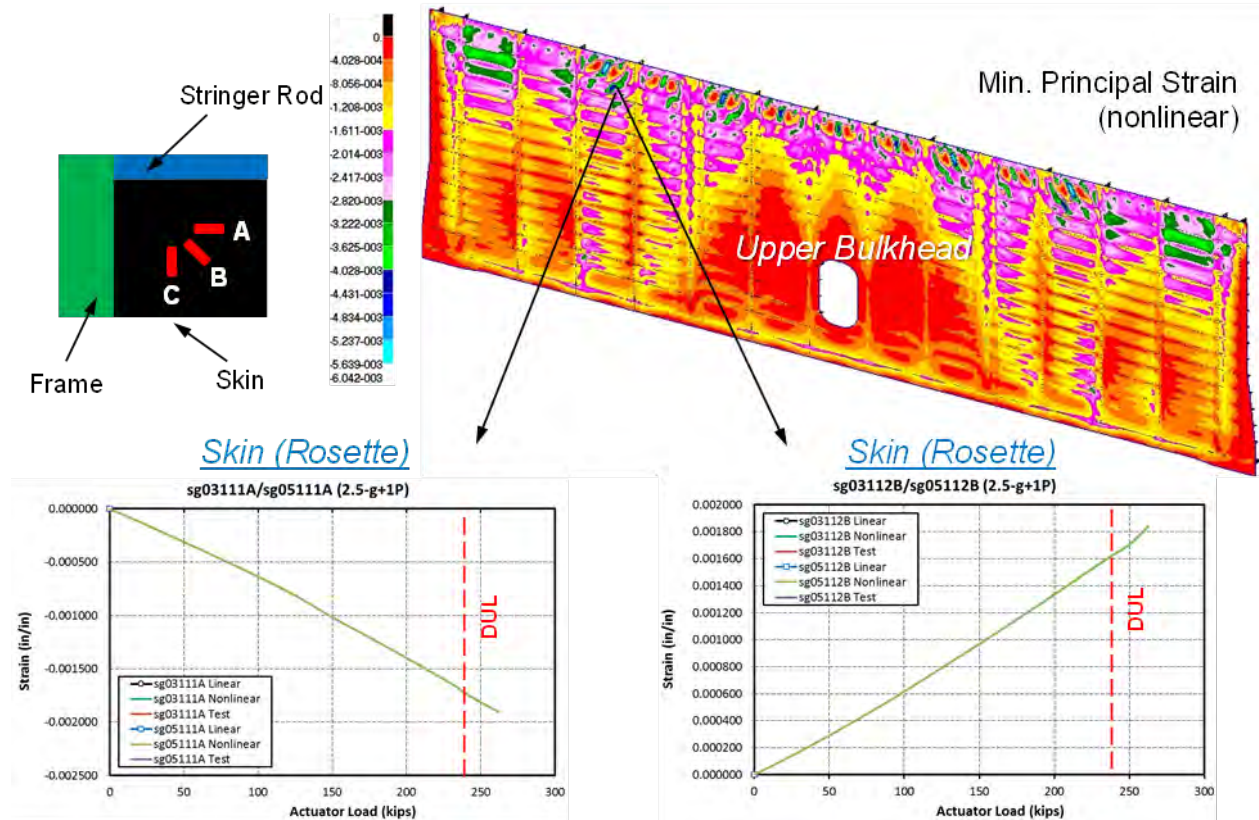 Stringer Rod
A
B
C
Frame
Skin
0.
-4.028-004
-8.056-004
-1.208-003
-1.611-003
-2.014-003
-2.417-003
-2.820-003
-3.222-003
-3.625-003
-4.028-003
-4.431-003
-4.834-003
-5.237-003
-5.639-003
-6.042-003
Min. Principal Strain
(nonlinear)
Upper Bulkhead
Skin (Rosette)
sg03111A/sg05111A (2.5-g+1P)
Strain (in/in)
0.000000
-0.000500
-0.001000
-0.001500
-0.002000
-0.002500
sg03111A Linear
sg03111A Nonlinear
sg03111A Test
sg05111A Linear
sg05111A Nonlinear
sg05111A Test
DUL
0 50 100 150 200 250 300
Actuator Load (kips)
Skin (Rosette)
sg03112B/sg05112B (2.5-g+1P)
Strain (in/in)
0.002000
0.001800
0.001600
0.001400
0.001200
0.001000
0.000800
0.000600
0.000400
0.000200
0.000000
sg03112B Linear
sg03112B Nonlinear
sg03112B Test
sg05112B Linear
sg05112B Nonlinear
sg05112B Test
DUL
0 50 100 150 200 250 300
Actuator Load (kips)